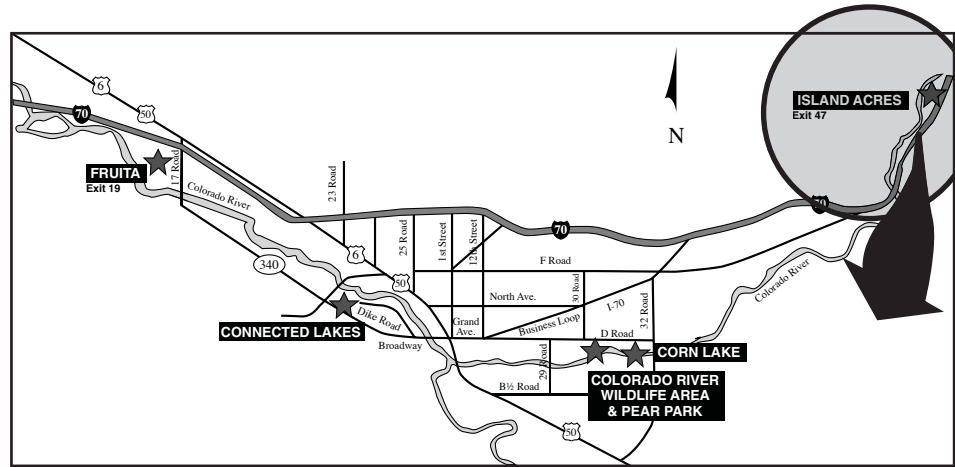 6
50
70
ISLAND ACRES
Exit 47
N
FRUITA
Exit 19
17 Road
Colorado River
23 Road
70
25 Road
1st Street
12th Street
70
F Road
340
6
50
30 Road
Colorado River
North Ave.
I-70
32 Road
Dike Road
Grand
Ave.
Business Loop
D Road
CONNECTED LAKES
Broadway
29 Road
CORN LAKE
B½ Road
COLORADO RIVER
WILDLIFE AREA
& PEAR PARK
50